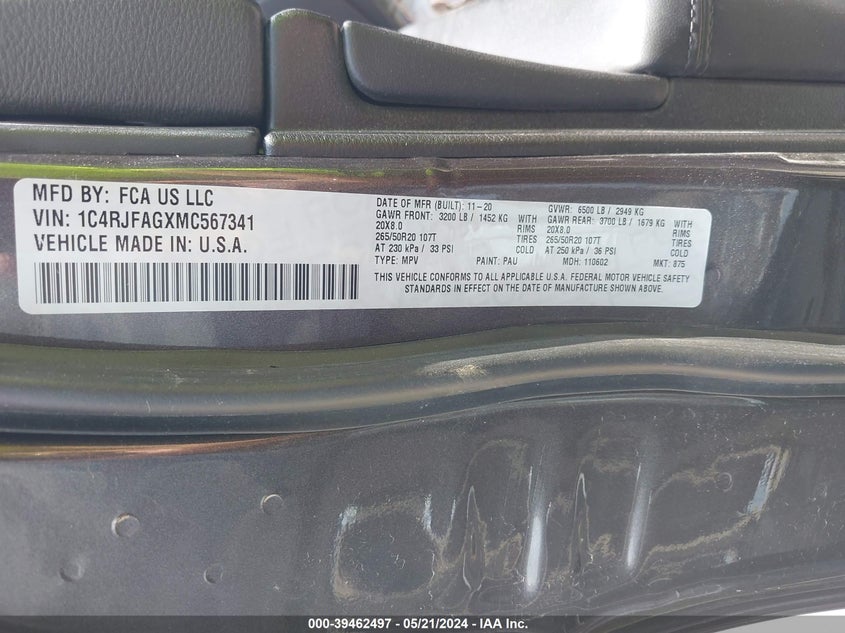 MFD BY: FCA US LLC
VIN: 1C4RJFAGXMC567341
VEHICLE MADE IN: U.S.A.
DATE OF MFR (BUILT): 11-20 GVWR: 6500 LB / 2949 KG
GAWR FRONT: 3200 LB / 1452 KG WITH GAWR REAR: 3700 LB / 1679 KG WITH
20X8.0 RIMS 20X8.0 RIMS
265/50R20 107T TIRES 265/50R20 107T TIRES
AT 230 kPa / 33 PSI COLD AT 250 kPa / 36 PSI COLD
TYPE: MPV PAINT: PAU MDH: 110602 MKT: 875
THIS VEHICLE CONFORMS TO ALL APPLICABLE U.S.A. FEDERAL MOTOR VEHICLE SAFETY
STANDARDS IN EFFECT ON THE DATE OF MANUFACTURE SHOWN ABOVE.
000-39462497 - 05/21/2024 - IAA Inc.